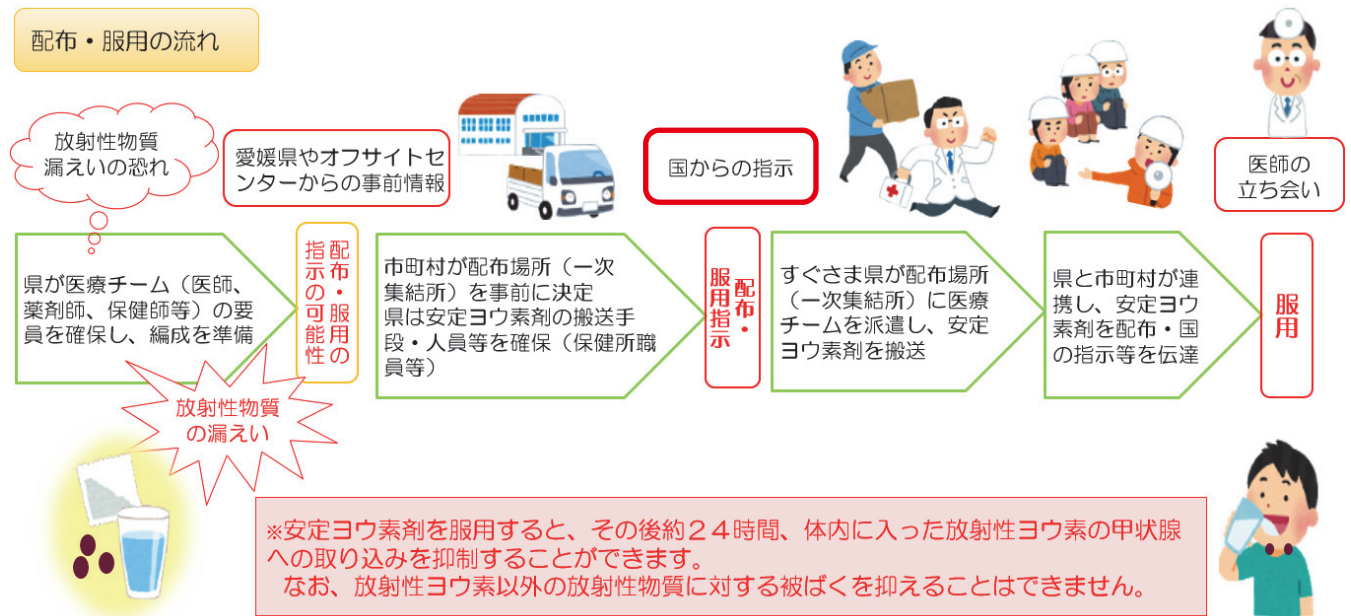 配布・服用の流れ
放射性物質
漏えいの恐れ
愛媛県やオフサイトセ
ンターからの事前情報
国からの指示
医師の
立ち会い
県が医療チーム（医師、
薬剤師、保健師等）の要
員を確保し、編成を準備
配布・服用の
指示の可能性
市町村が配布場所（一次
集結所）を事前に決定
県は安定ヨウ素剤の搬送手
段・人員等を確保（保健所職
員等）
配布・
服用指示
すぐさま県が配布場所
（一次集結所）に医療
チームを派遣し、安定
ヨウ素剤を搬送
県と市町村が連
携し、安定ヨウ
素剤を配布・国
の指示等を伝達
服用
放射性物質
の漏えい
※安定ヨウ素剤を服用すると、その後約２４時間、体内に入った放射性ヨウ素の甲状腺
への取り込みを抑制することができます。
なお、放射性ヨウ素以外の放射性物質に対する被ばくを抑えることはできません。